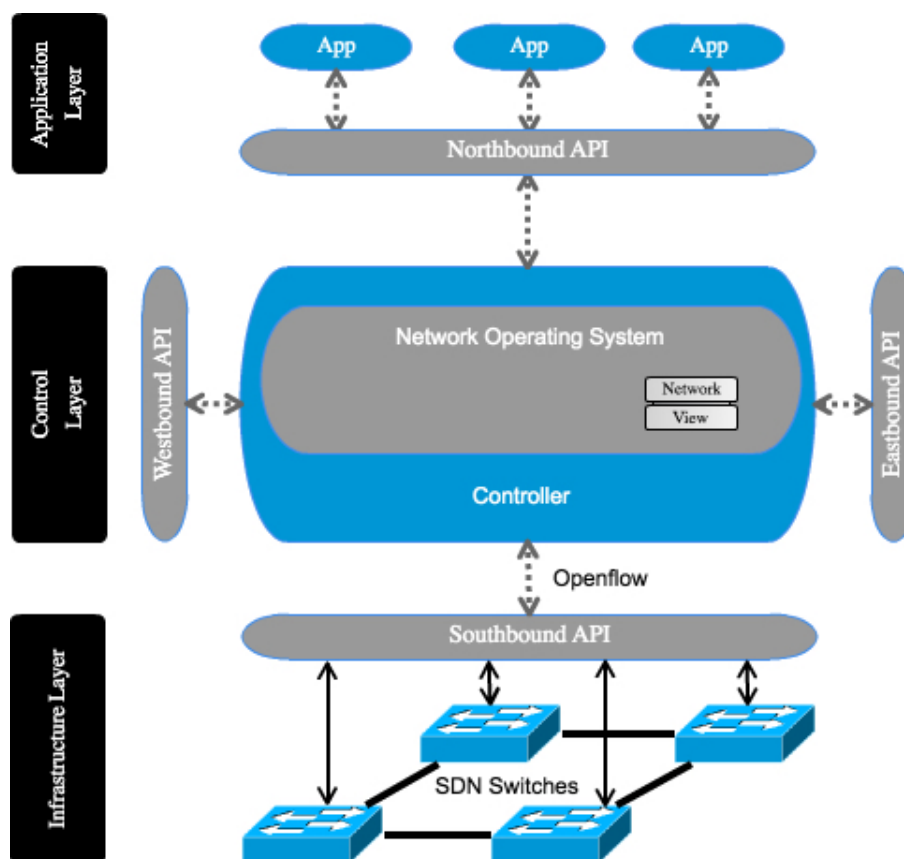 Application
Layer
App
App
App
Northbound API
Control
Layer
Westbound API
Network Operating System
Network
View
Controller
Eastbound API
Openflow
Infrastructure Layer
Southbound API
SDN Switches